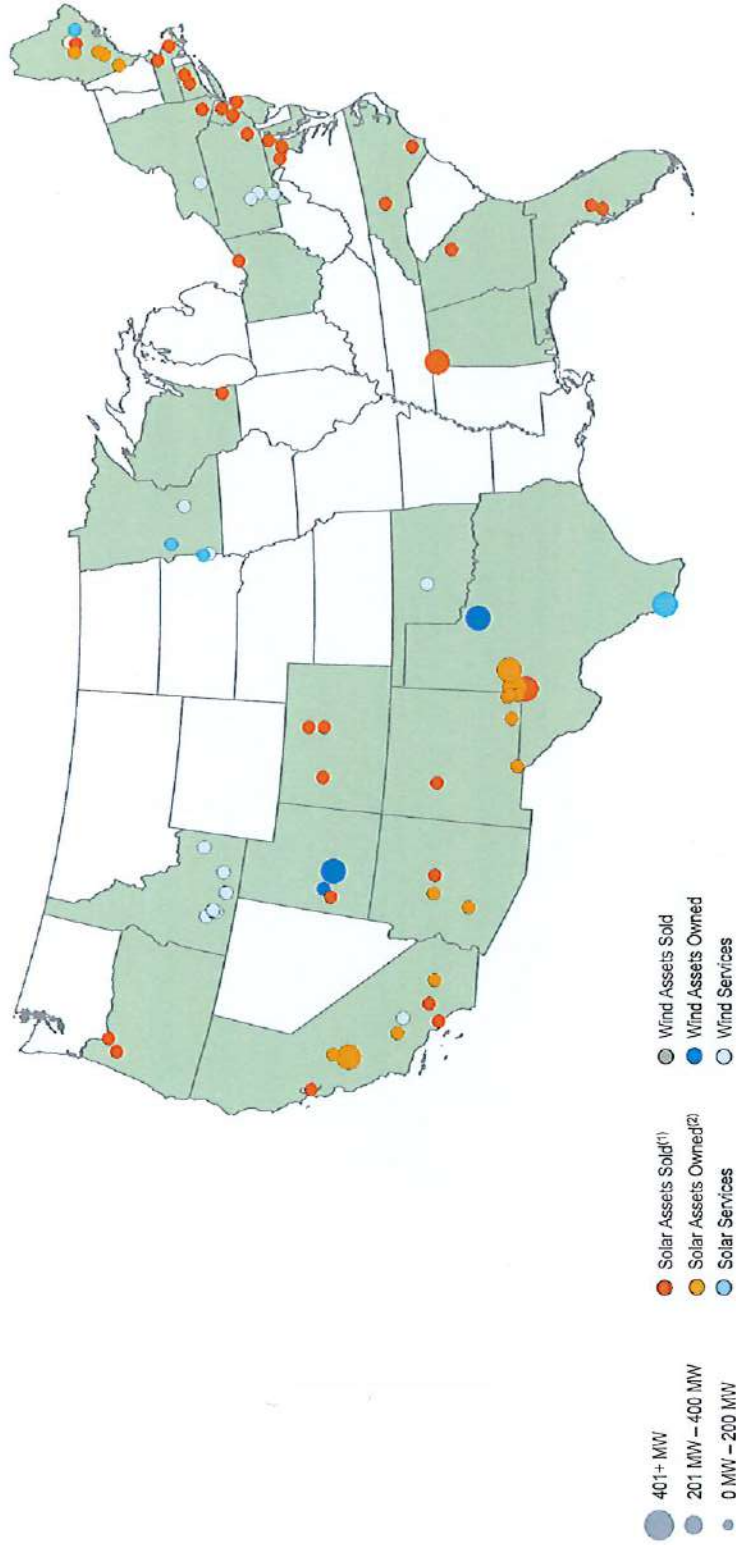 401+ MW
201 MW – 400 MW
0 MW – 200 MW
Solar Assets Sold(1)
Solar Assets Owned(2)
Solar Services
Wind Assets Sold
Wind Assets Owned
Wind Services